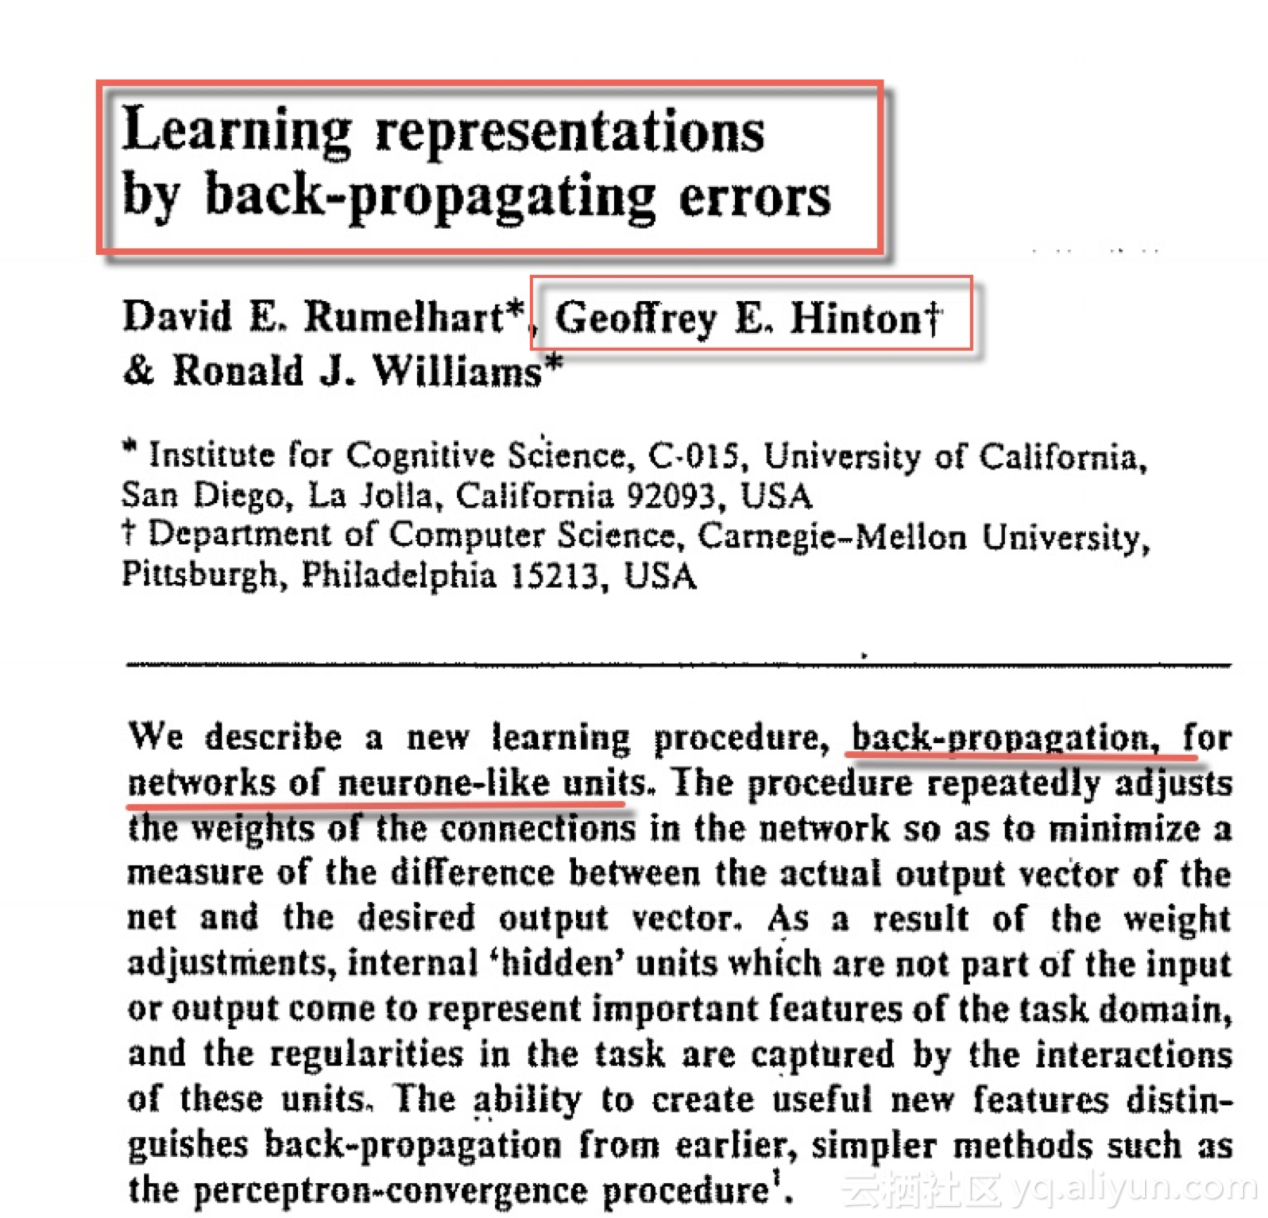 Learning representations
by back-propagating errors
David E. Rumelhart*, Geoffrey E. Hinton†
& Ronald J. Williams*
* Institute for Cognitive Science, C-015, University of California,
San Diego, La Jolla, California 92093, USA
† Department of Computer Science, Carnegie-Mellon University,
Pittsburgh, Philadelphia 15213, USA
We describe a new learning procedure, back-propagation, for
networks of neurone-like units. The procedure repeatedly adjusts
the weights of the connections in the network so as to minimize a
measure of the difference between the actual output vector of the
net and the desired output vector. As a result of the weight
adjustments, internal ‘hidden’ units which are not part of the input
or output come to represent important features of the task domain,
and the regularities in the task are captured by the interactions
of these units. The ability to create useful new features distin-
guishes back-propagation from earlier, simpler methods such as
the perceptron-convergence procedure¹.
云栖社区 yq.aliyun.com